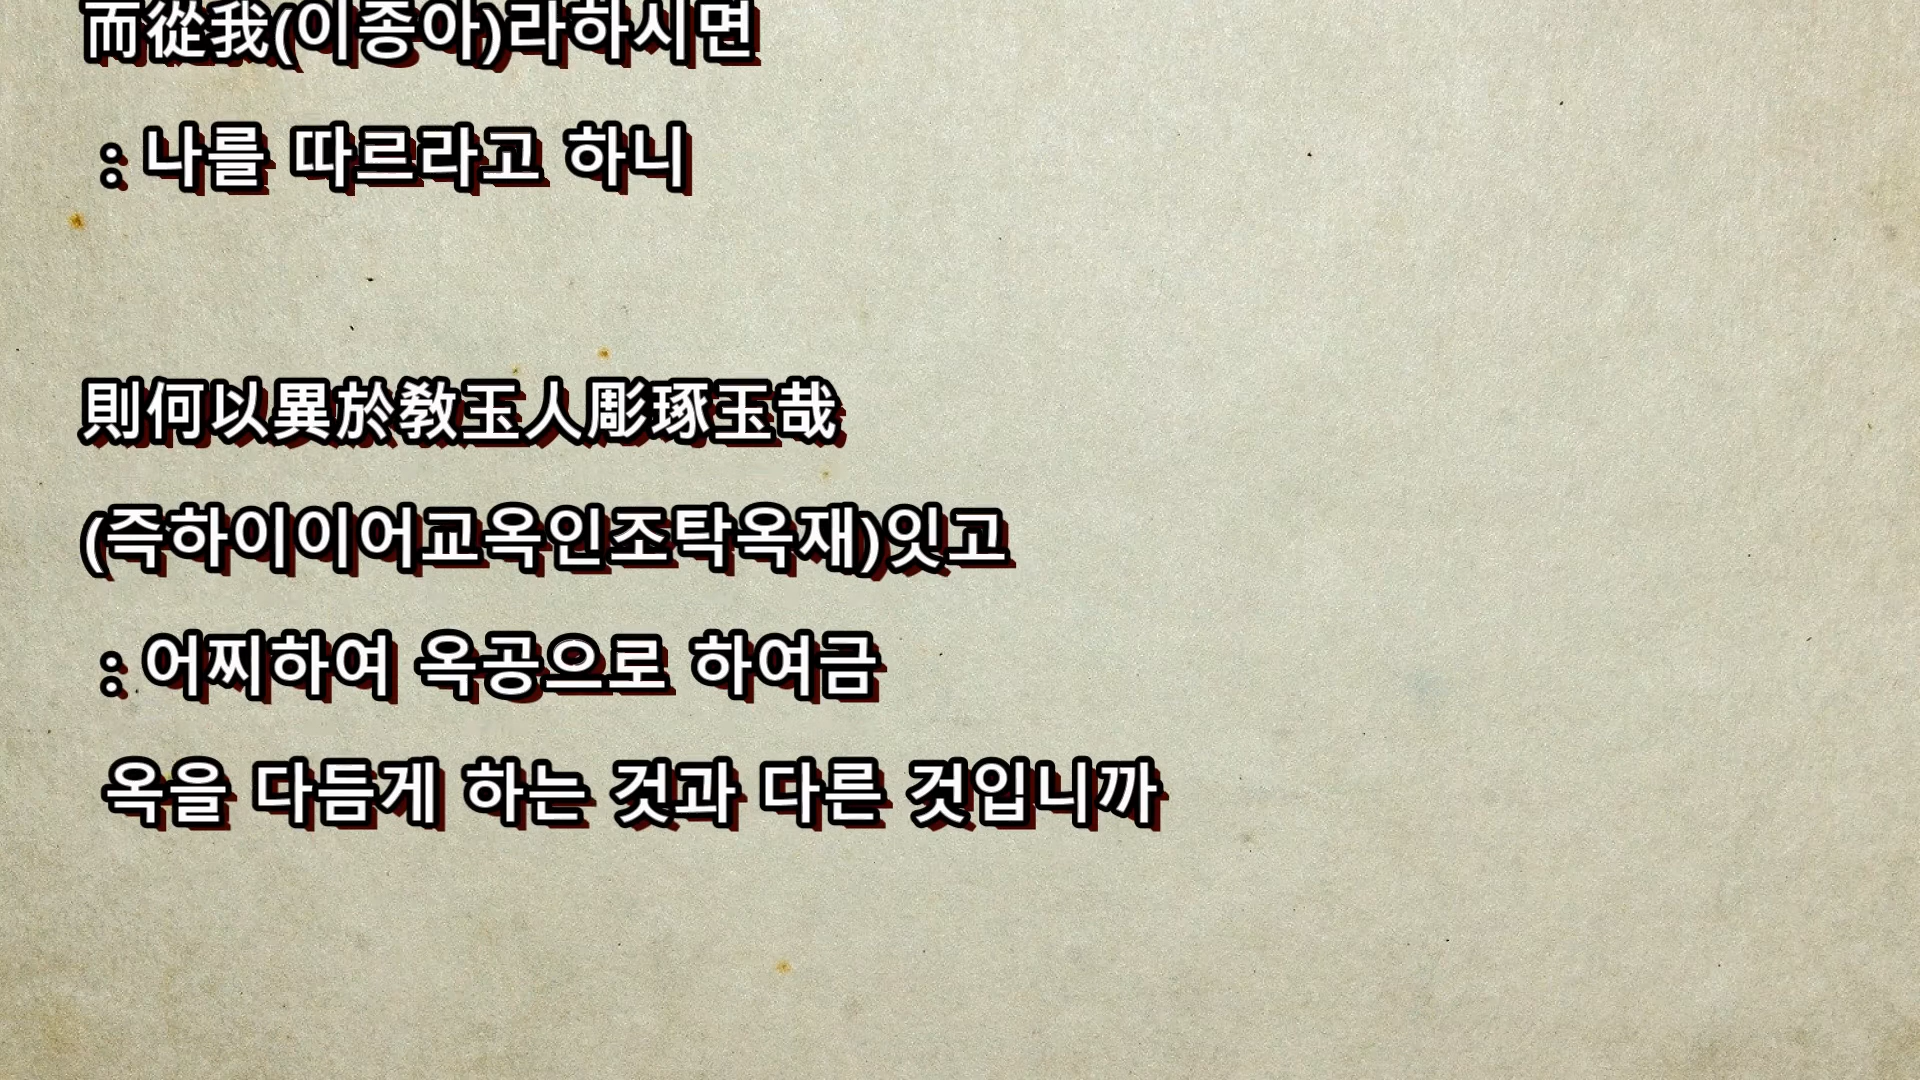 而從我(이종아)라하시면
: 나를 따르라고 하니
則何以異於敎玉人彫琢玉哉
(즉하이이어교옥인조탁옥재)잇고
: 어찌하여 옥공으로 하여금
옥을 다듬게 하는 것과 다른 것입니까